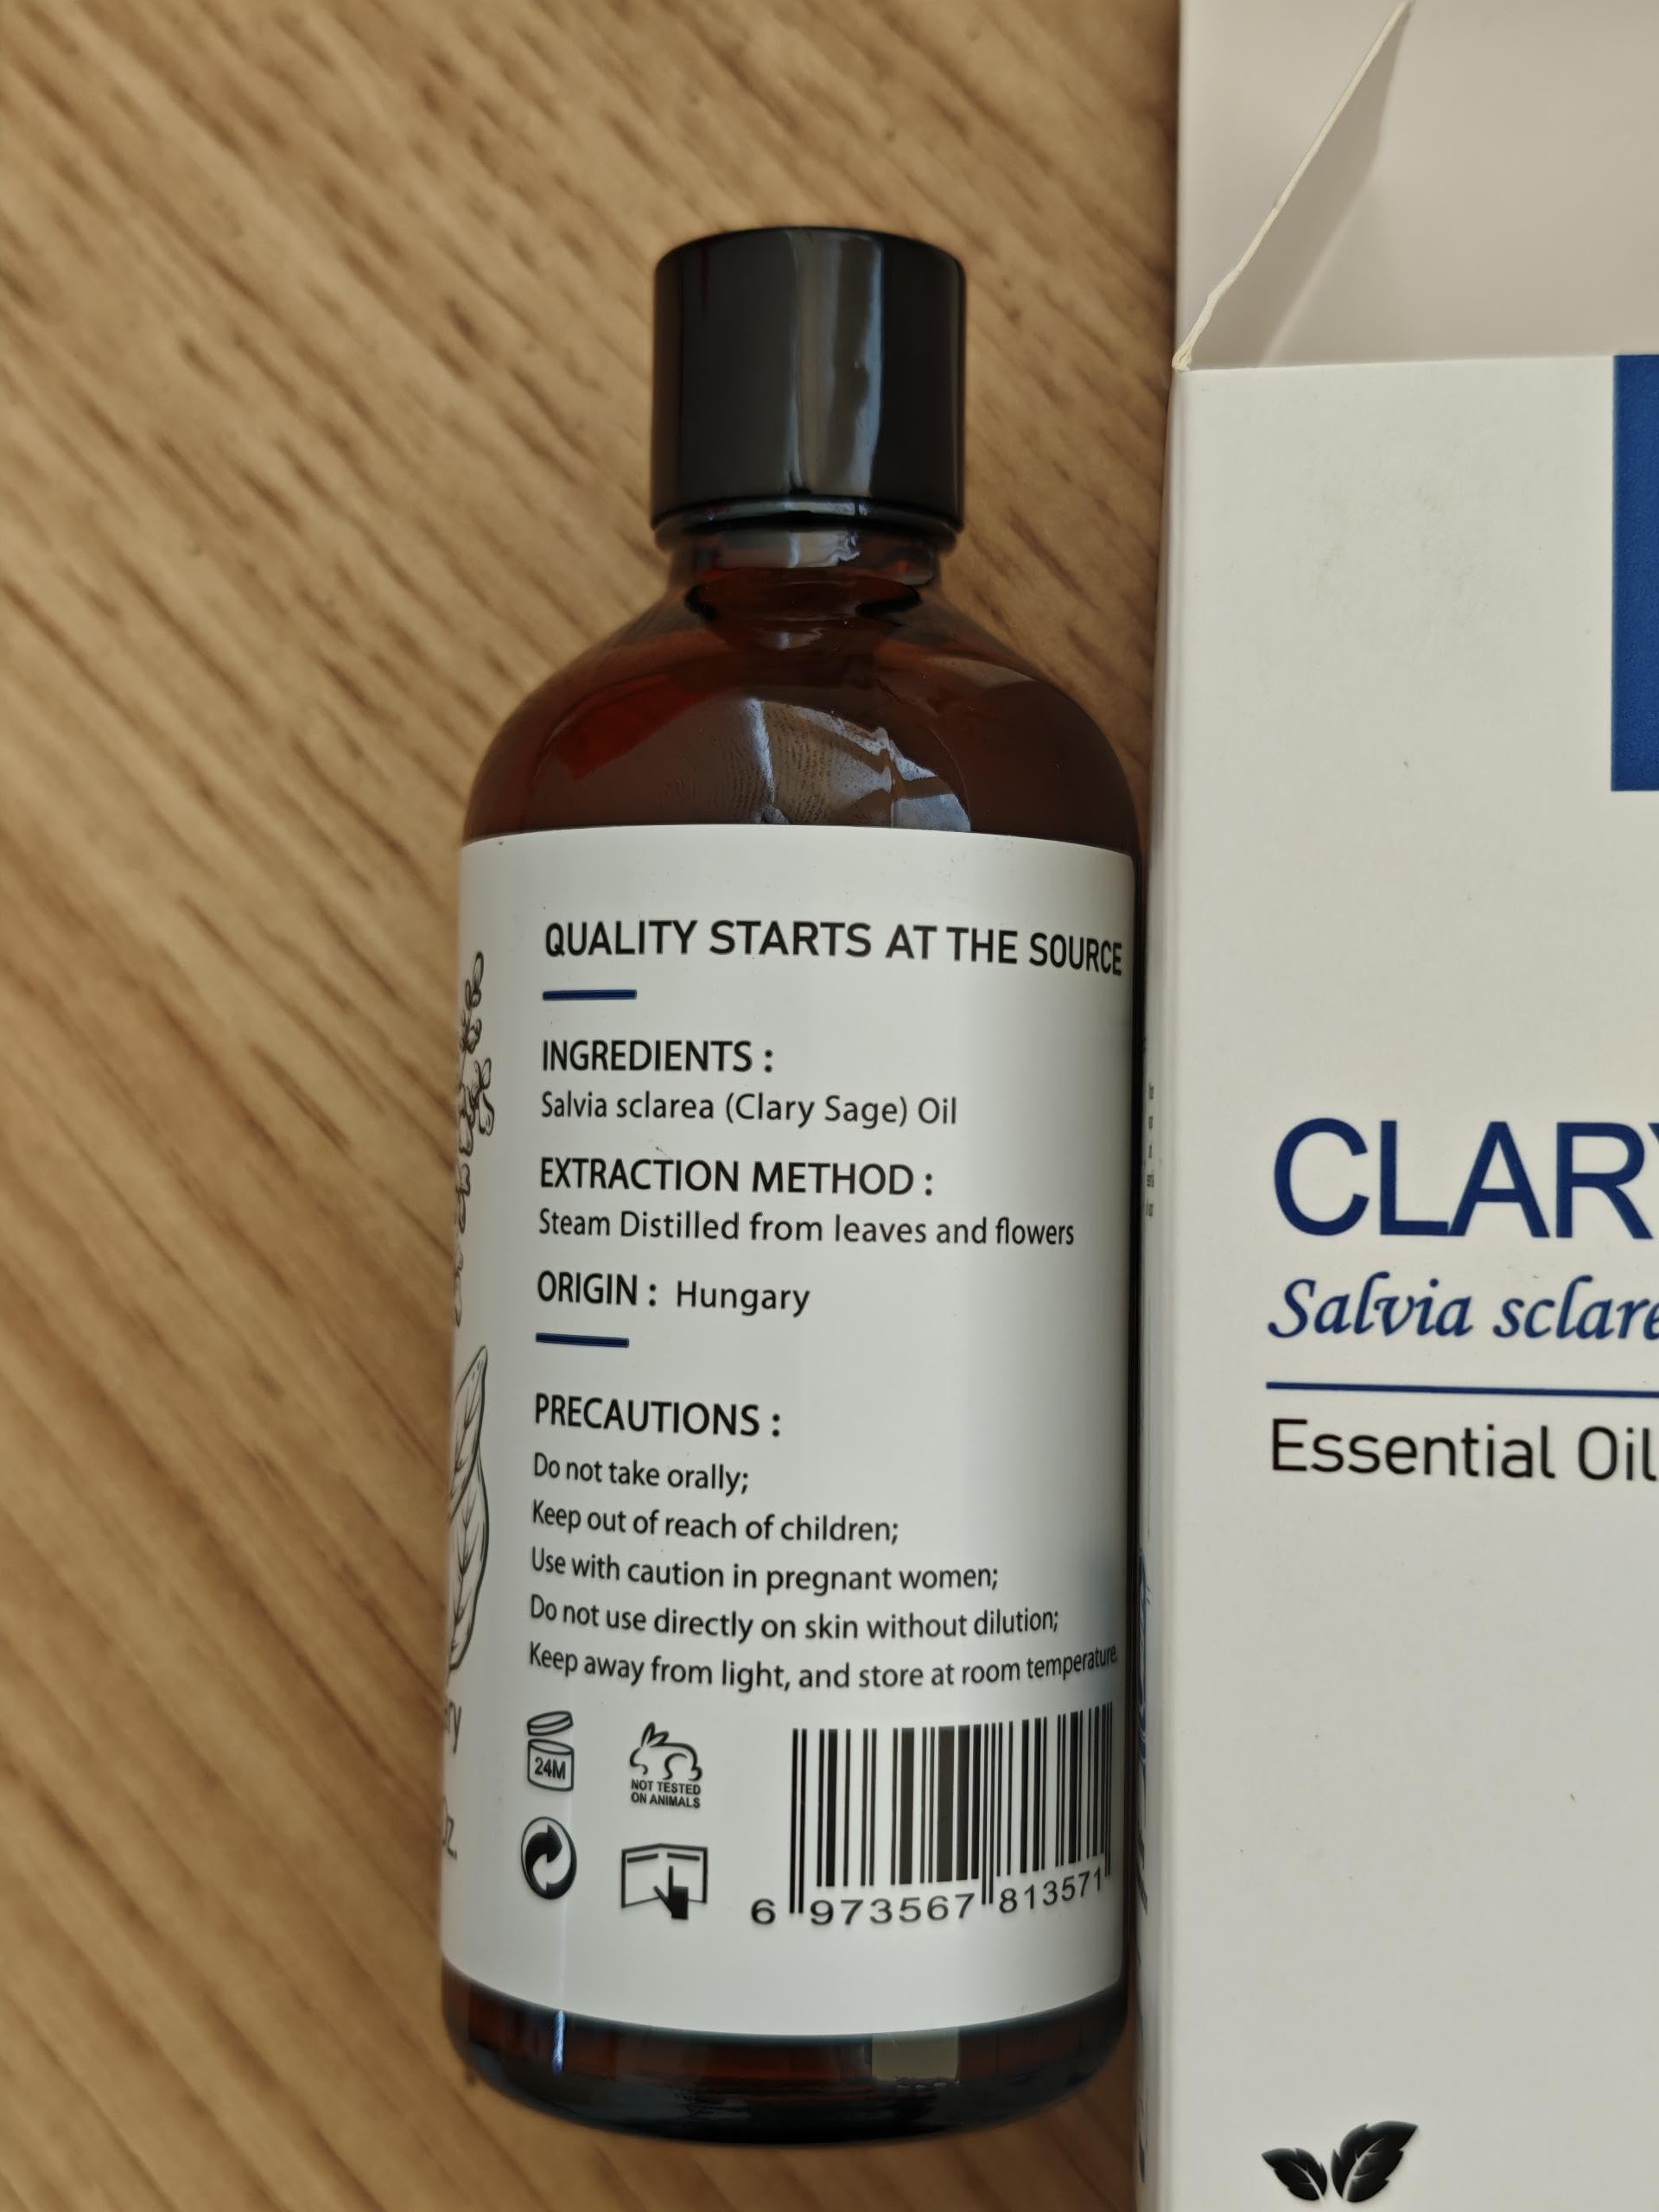 QUALITY STARTS AT THE SOURCE
INGREDIENTS :
Salvia sclarea (Clary Sage) Oil
EXTRACTION METHOD :
Steam Distilled from leaves and flowers
ORIGIN : Hungary
PRECAUTIONS :
Do not take orally;
Keep out of reach of children;
Use with caution in pregnant women;
Do not use directly on skin without dilution;
Keep away from light, and store at room temperature.
24M
NOT TESTED
ON ANIMALS
6 973567 813571
CLARY
Salvia sclare
Essential Oil